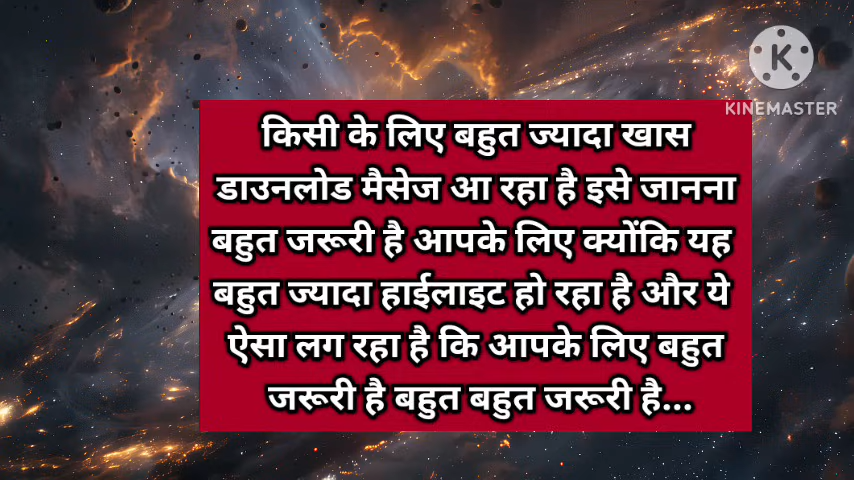 KINEMASTER
किसी के लिए बहुत ज्यादा खास
डाउनलोड मैसेज आ रहा है इसे जानना
बहुत जरूरी है आपके लिए क्योंकि यह
बहुत ज्यादा हाईलाइट हो रहा है और ये
ऐसा लग रहा है कि आपके लिए बहुत
जरूरी है बहुत बहुत जरूरी है...